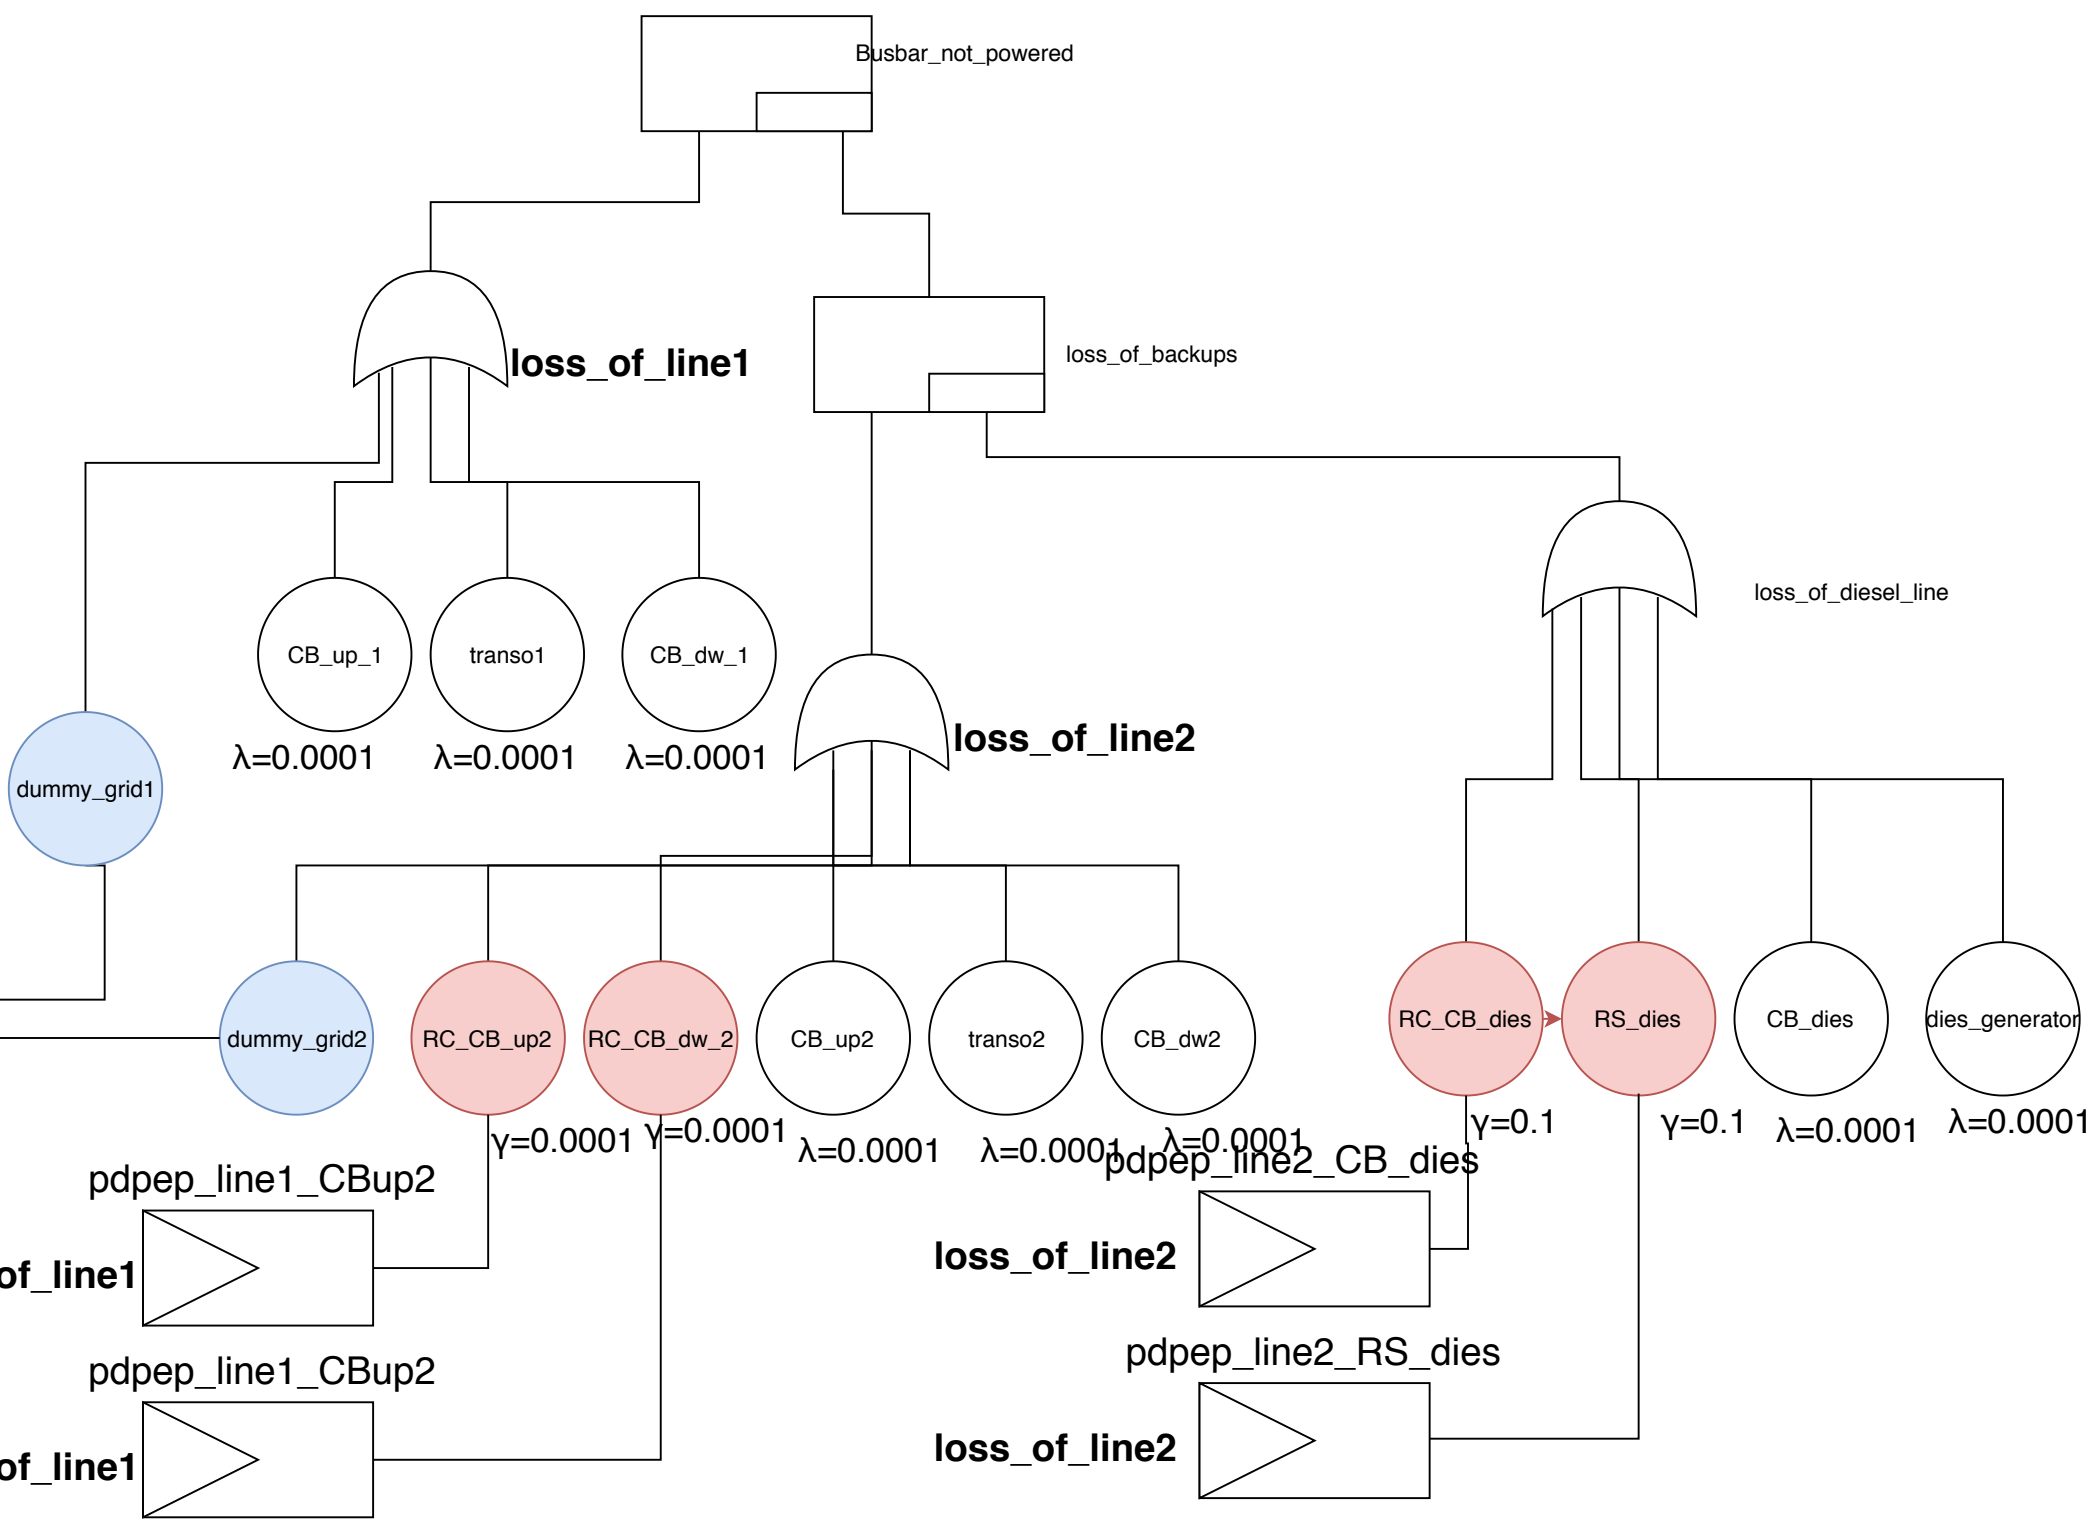 Busbar_not_powered
loss_of_line1
loss_of_backups
loss_of_diesel_line
CB_up_1
transo1
CB_dw_1
λ=0.0001
λ=0.0001
λ=0.0001
loss_of_line2
dummy_grid1
dummy_grid2
RC_CB_up2
RC_CB_dw_2
CB_up2
transo2
CB_dw2
RC_CB_dies
RS_dies
CB_dies
dies_generator
γ=0.0001
γ=0.0001
λ=0.0001
λ=0.0001
λ=0.0001
γ=0.1
γ=0.1
λ=0.0001
λ=0.0001
pdpep_line1_CBup2
pdpep_line2_CB_dies
of_line1
loss_of_line2
pdpep_line1_CBup2
pdpep_line2_RS_dies
of_line1
loss_of_line2